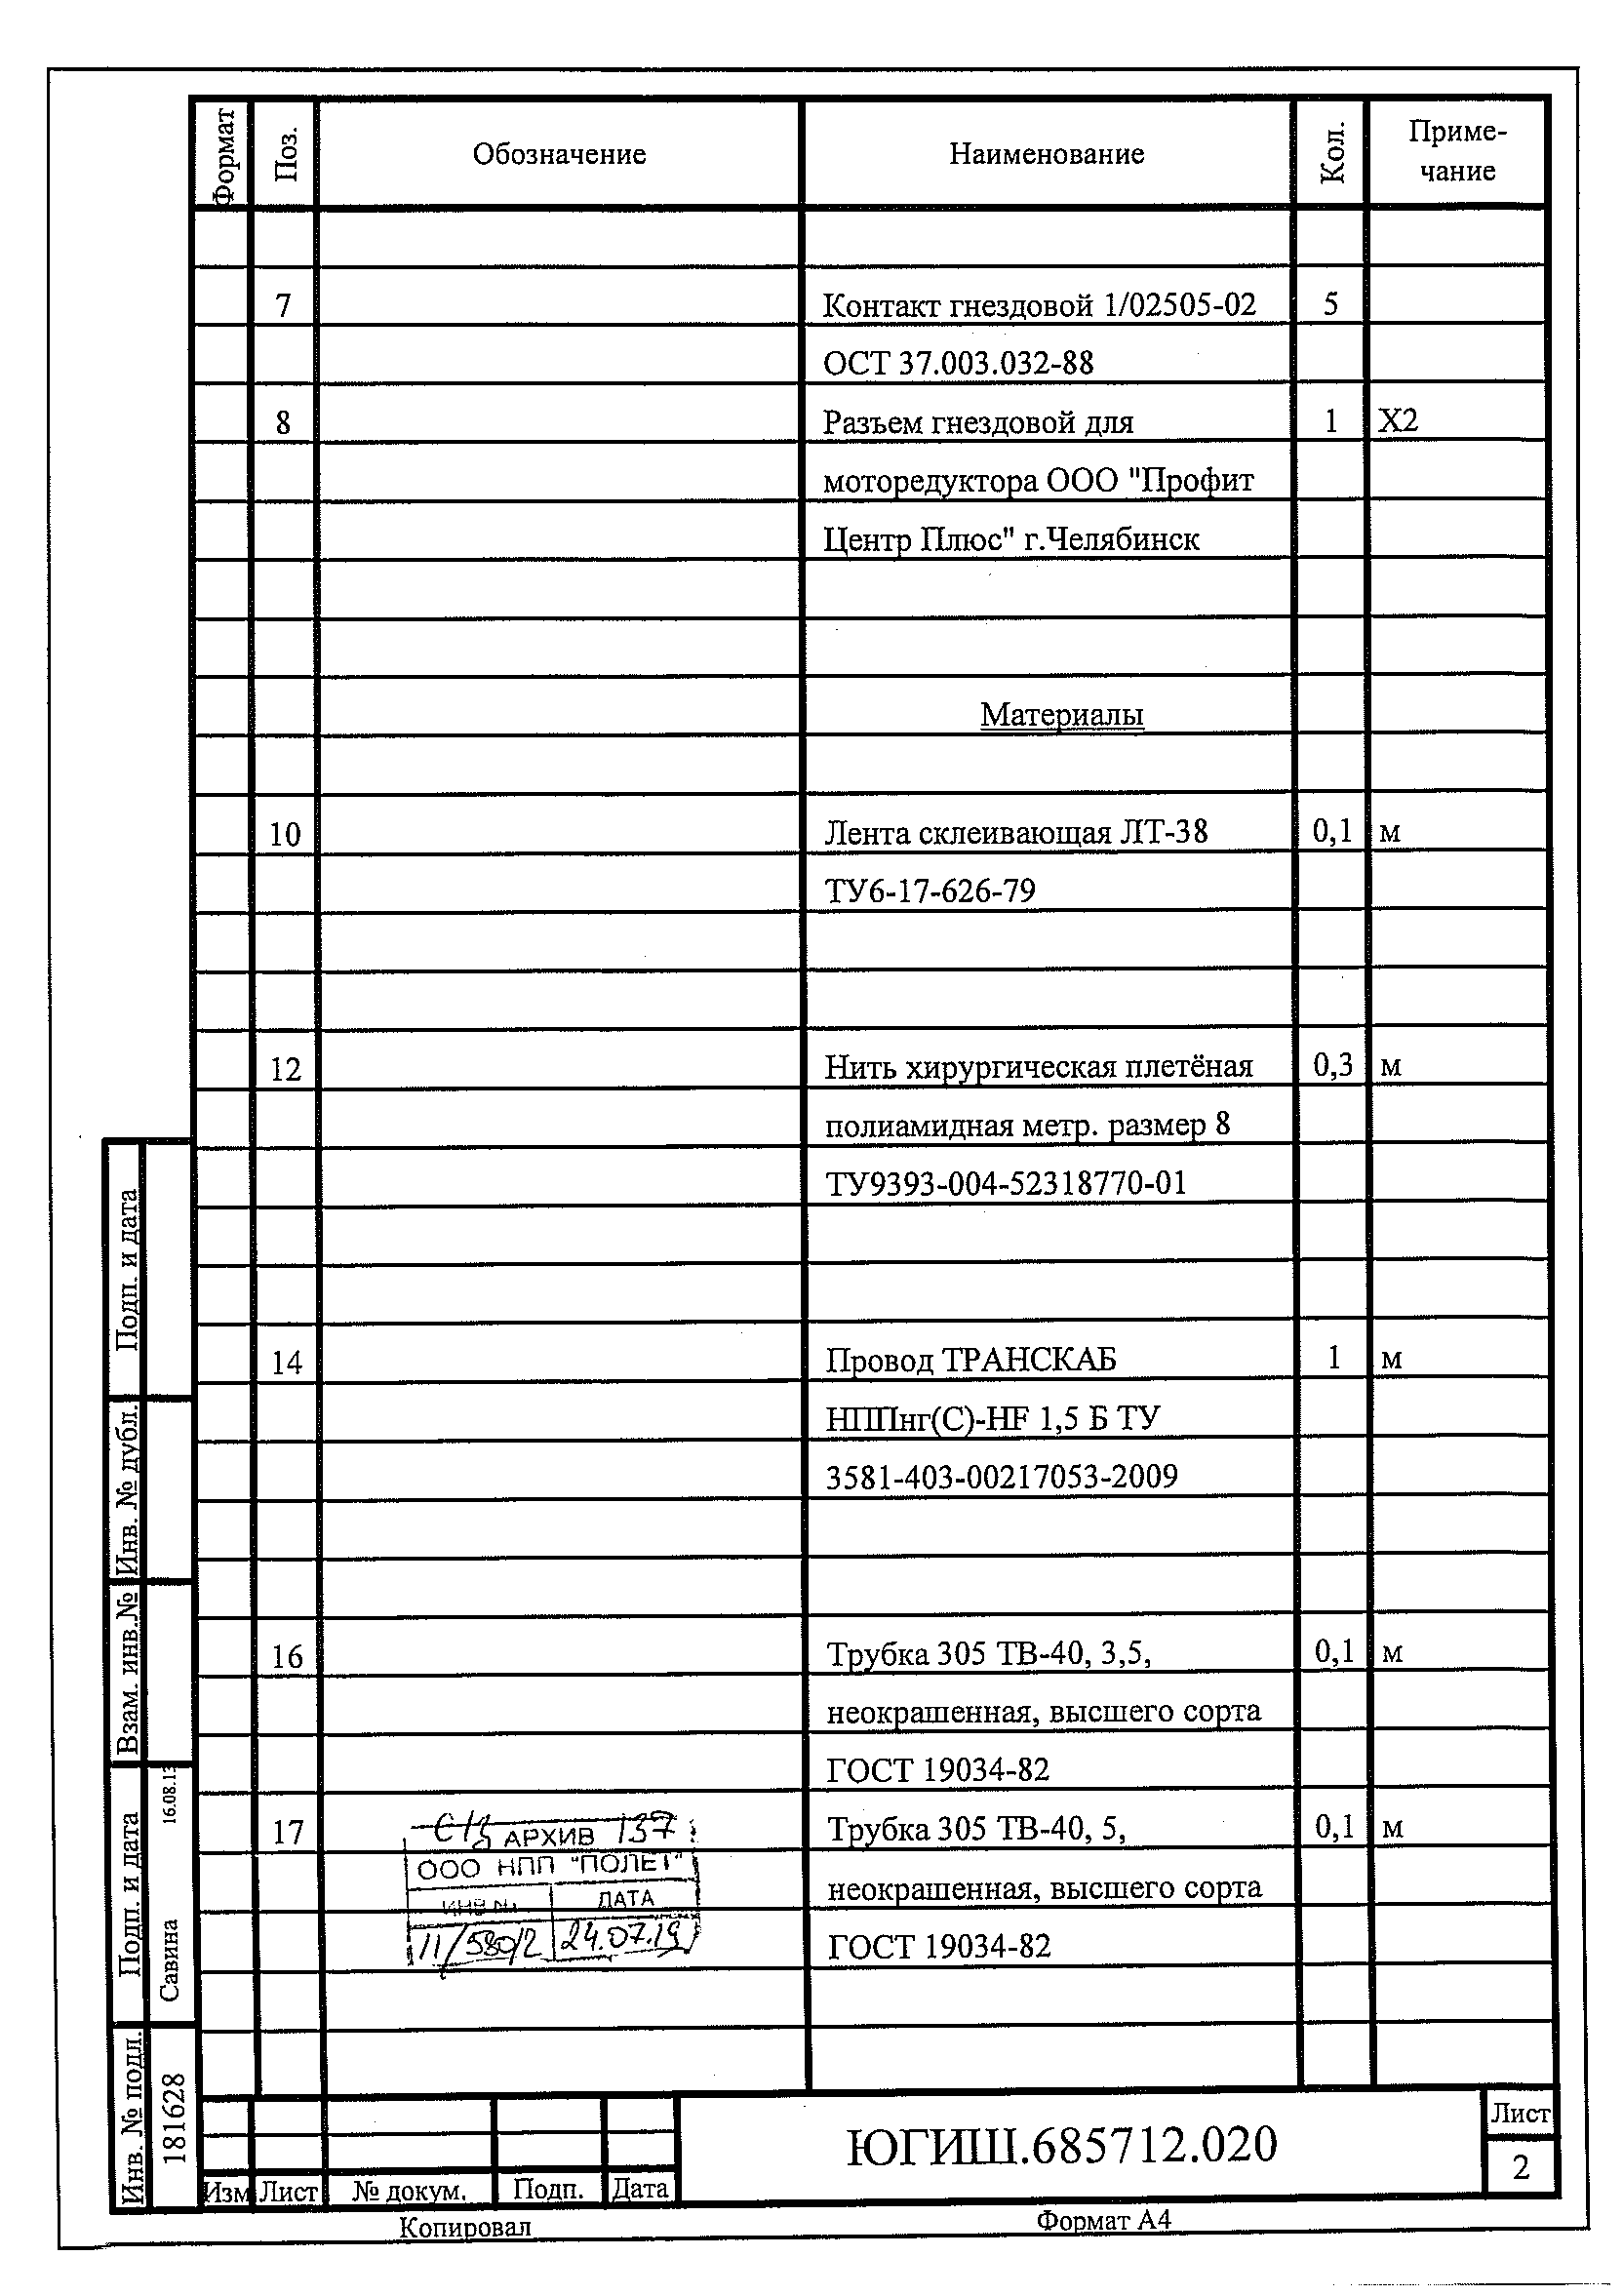 Формат
Поз.
Обозначение
Наименование
Кол.
Приме-
чание
7 Контакт гнездовой 1/02505-02 5
ОСТ 37.003.032-88
8 Разъем гнездовой для 1 Х2
моторедуктора ООО "Профит
Центр Плюс" г.Челябинск
Материалы
10 Лента склеивающая ЛТ-38 0,1 м
ТУ6-17-626-79
12 Нить хирургическая плетёная 0,3 м
полиамидная метр. размер 8
ТУ9393-004-52318770-01
14 Провод ТРАНСКАБ 1 м
НППнг(С)-HF 1,5 Б ТУ
3581-403-00217053-2009
16 Трубка 305 ТВ-40, 3,5, 0,1 м
неокрашенная, высшего сорта
ГОСТ 19034-82
17 Трубка 305 ТВ-40, 5, 0,1 м
неокрашенная, высшего сорта
ГОСТ 19034-82
АРХИВ 137
ООО НПП "ПОЛЕТ"
ИНВ № ДАТА
11/580/2 24.07.19
Подп. и дата
Инв. № дубл.
Взам. инв.№
Подп. и дата
Савина 16.08.13
Инв. № подл.
181628
Изм Лист № докум. Подп. Дата
ЮГИШ.685712.020
Лист
2
Копировал
Формат А4